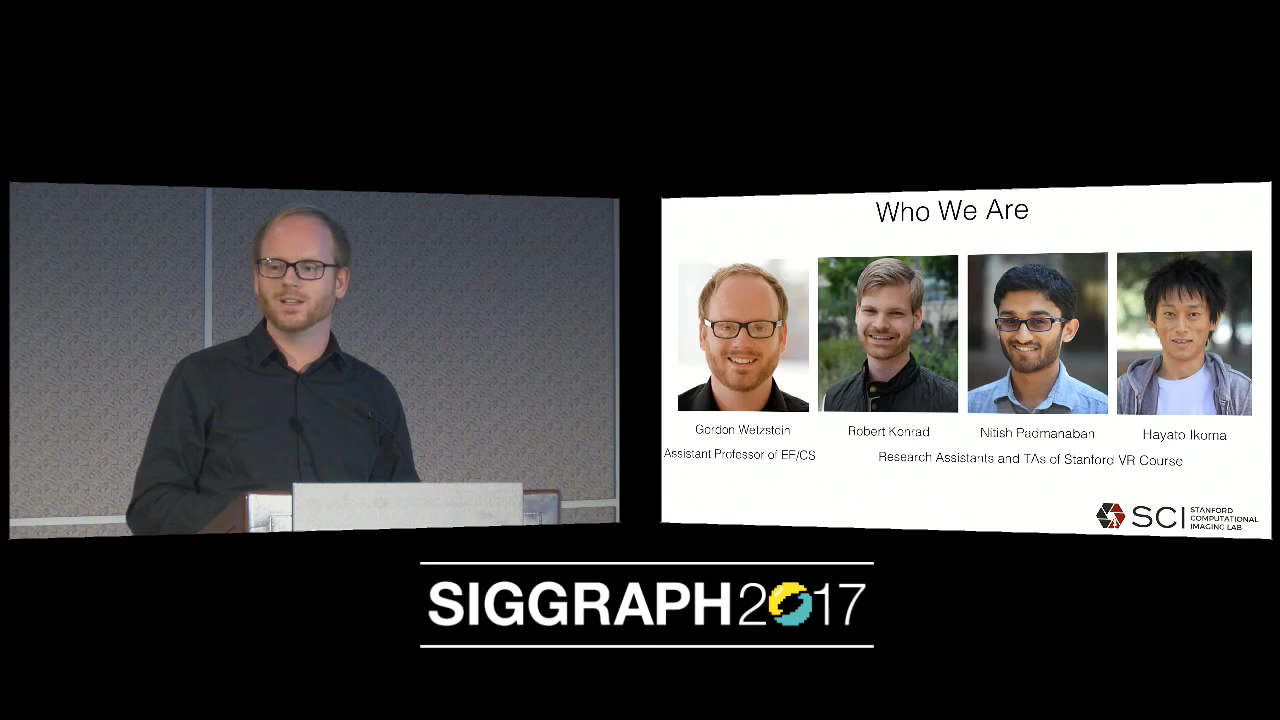 Who We Are
Gordon Wetzstein
Robert Konrad
Nitish Padmanaban
Hayato Ikoma
Assistant Professor of EE/CS
Research Assistants and TAs of Stanford VR Course
SCI
STANFORD
COMPUTATIONAL
IMAGING LAB
SIGGRAPH2017